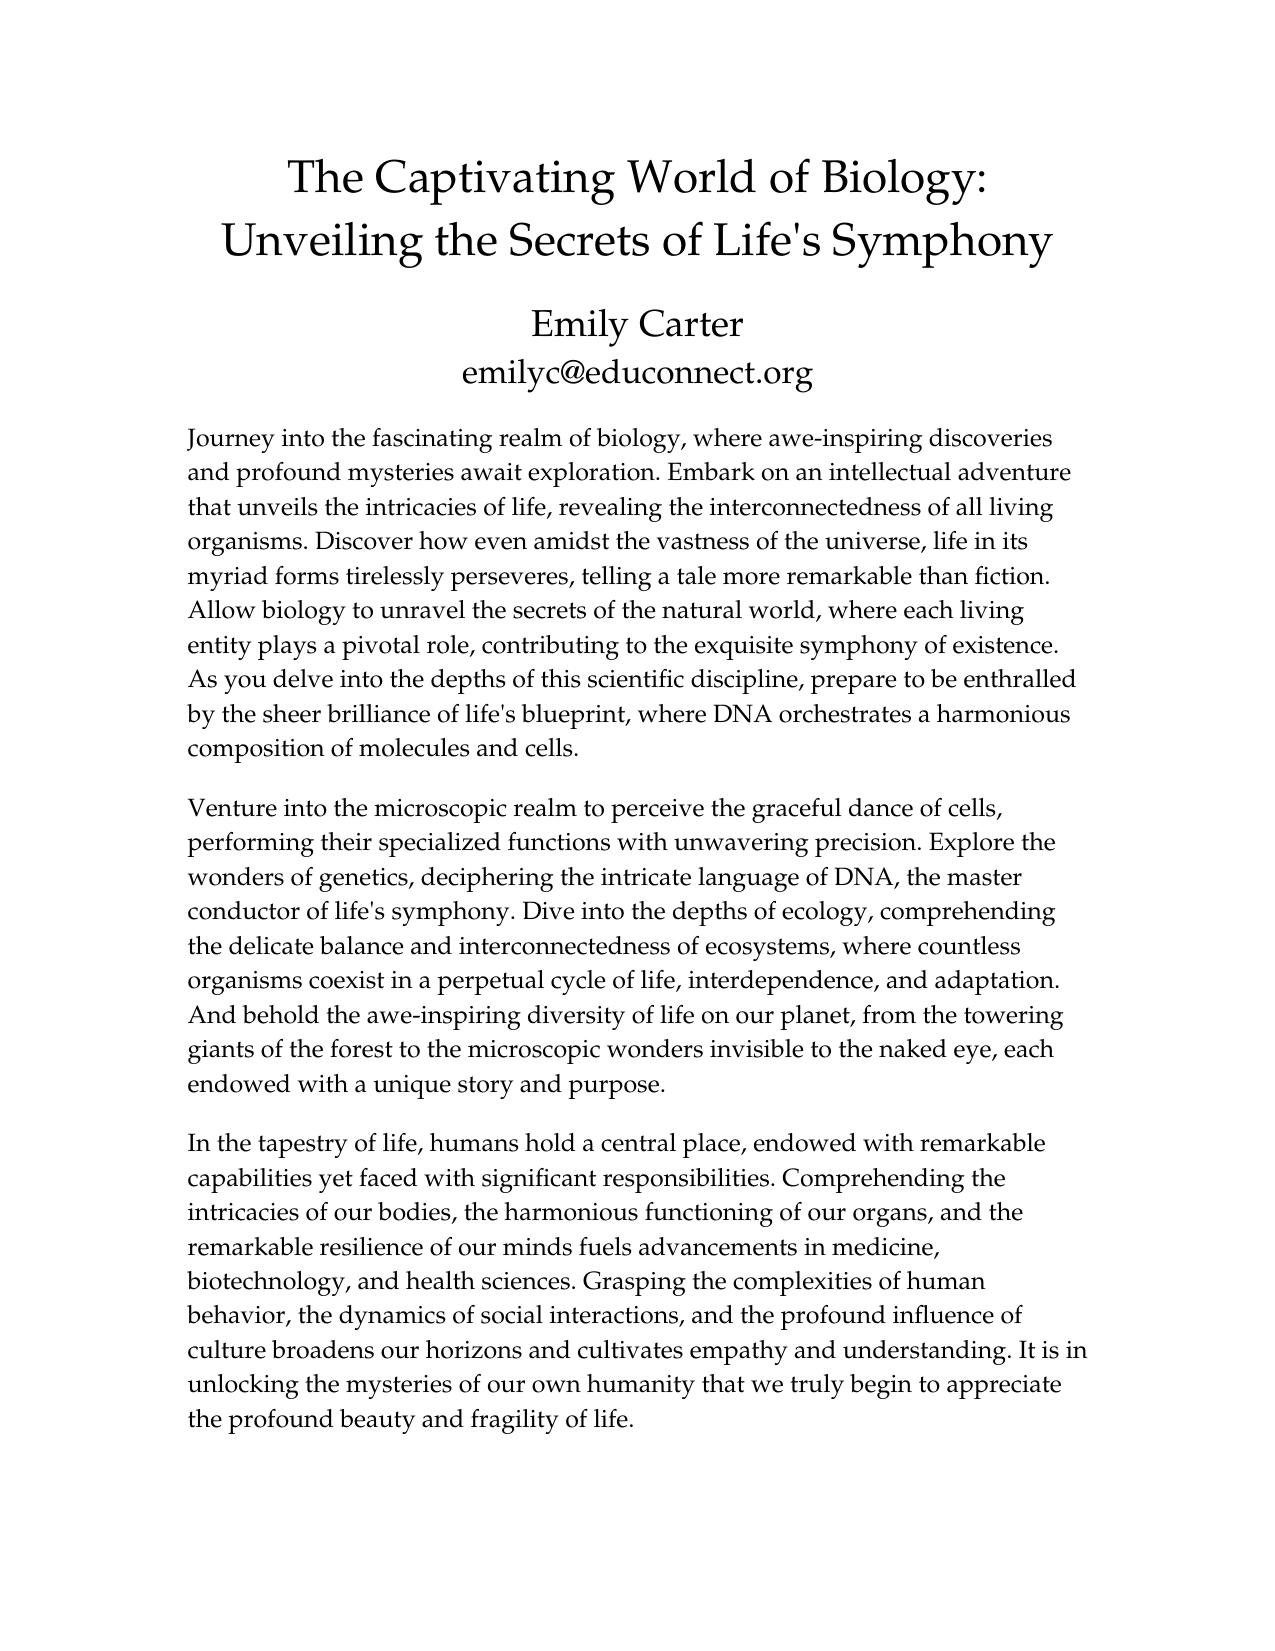 The Captivating World of Biology:
Unveiling the Secrets of Life's Symphony
Emily Carter
emilyc@educonnect.org
Journey into the fascinating realm of biology, where awe-inspiring discoveries
and profound mysteries await exploration. Embark on an intellectual adventure
that unveils the intricacies of life, revealing the interconnectedness of all living
organisms. Discover how even amidst the vastness of the universe, life in its
myriad forms tirelessly perseveres, telling a tale more remarkable than fiction.
Allow biology to unravel the secrets of the natural world, where each living
entity plays a pivotal role, contributing to the exquisite symphony of existence.
As you delve into the depths of this scientific discipline, prepare to be enthralled
by the sheer brilliance of life's blueprint, where DNA orchestrates a harmonious
composition of molecules and cells.
Venture into the microscopic realm to perceive the graceful dance of cells,
performing their specialized functions with unwavering precision. Explore the
wonders of genetics, deciphering the intricate language of DNA, the master
conductor of life's symphony. Dive into the depths of ecology, comprehending
the delicate balance and interconnectedness of ecosystems, where countless
organisms coexist in a perpetual cycle of life, interdependence, and adaptation.
And behold the awe-inspiring diversity of life on our planet, from the towering
giants of the forest to the microscopic wonders invisible to the naked eye, each
endowed with a unique story and purpose.
In the tapestry of life, humans hold a central place, endowed with remarkable
capabilities yet faced with significant responsibilities. Comprehending the
intricacies of our bodies, the harmonious functioning of our organs, and the
remarkable resilience of our minds fuels advancements in medicine,
biotechnology, and health sciences. Grasping the complexities of human
behavior, the dynamics of social interactions, and the profound influence of
culture broadens our horizons and cultivates empathy and understanding. It is in
unlocking the mysteries of our own humanity that we truly begin to appreciate
the profound beauty and fragility of life.